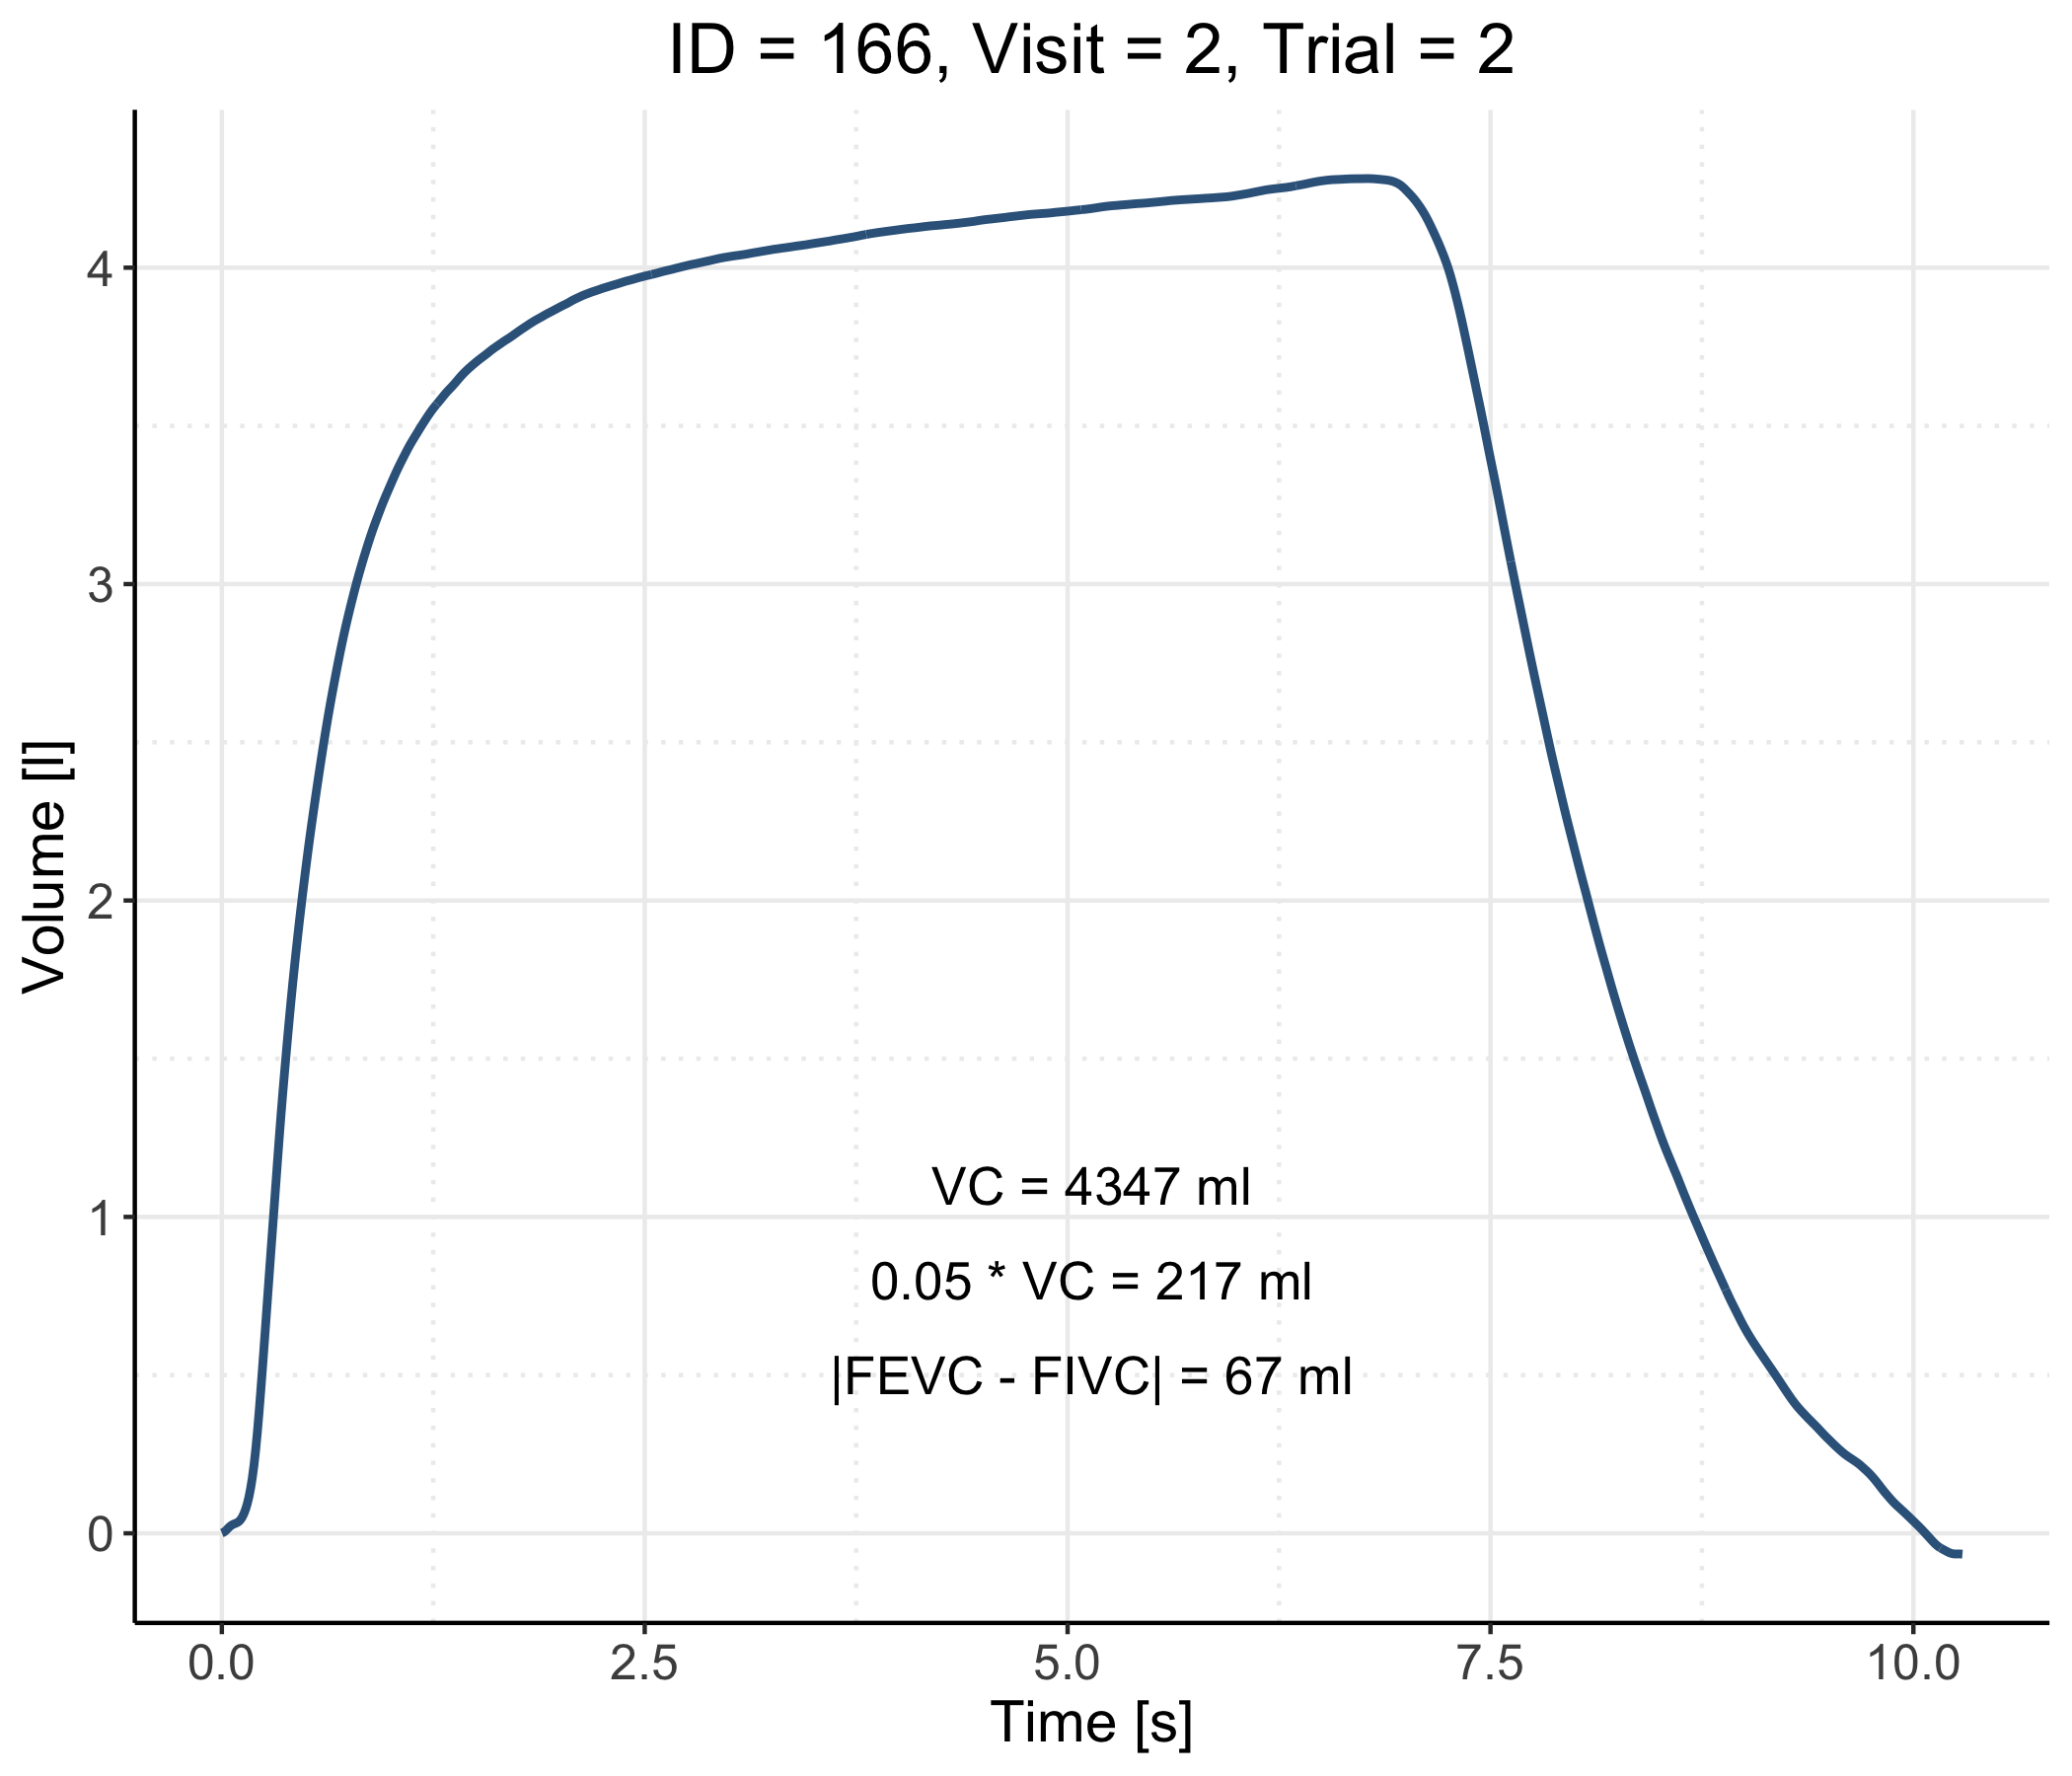 ID = 166, Visit = 2, Trial = 2
4
3
2
1
0
Volume [l]
VC = 4347 ml
0.05 * VC = 217 ml
|FEVC - FIVC| = 67 ml
0.0 2.5 5.0 7.5 10.0
Time [s]